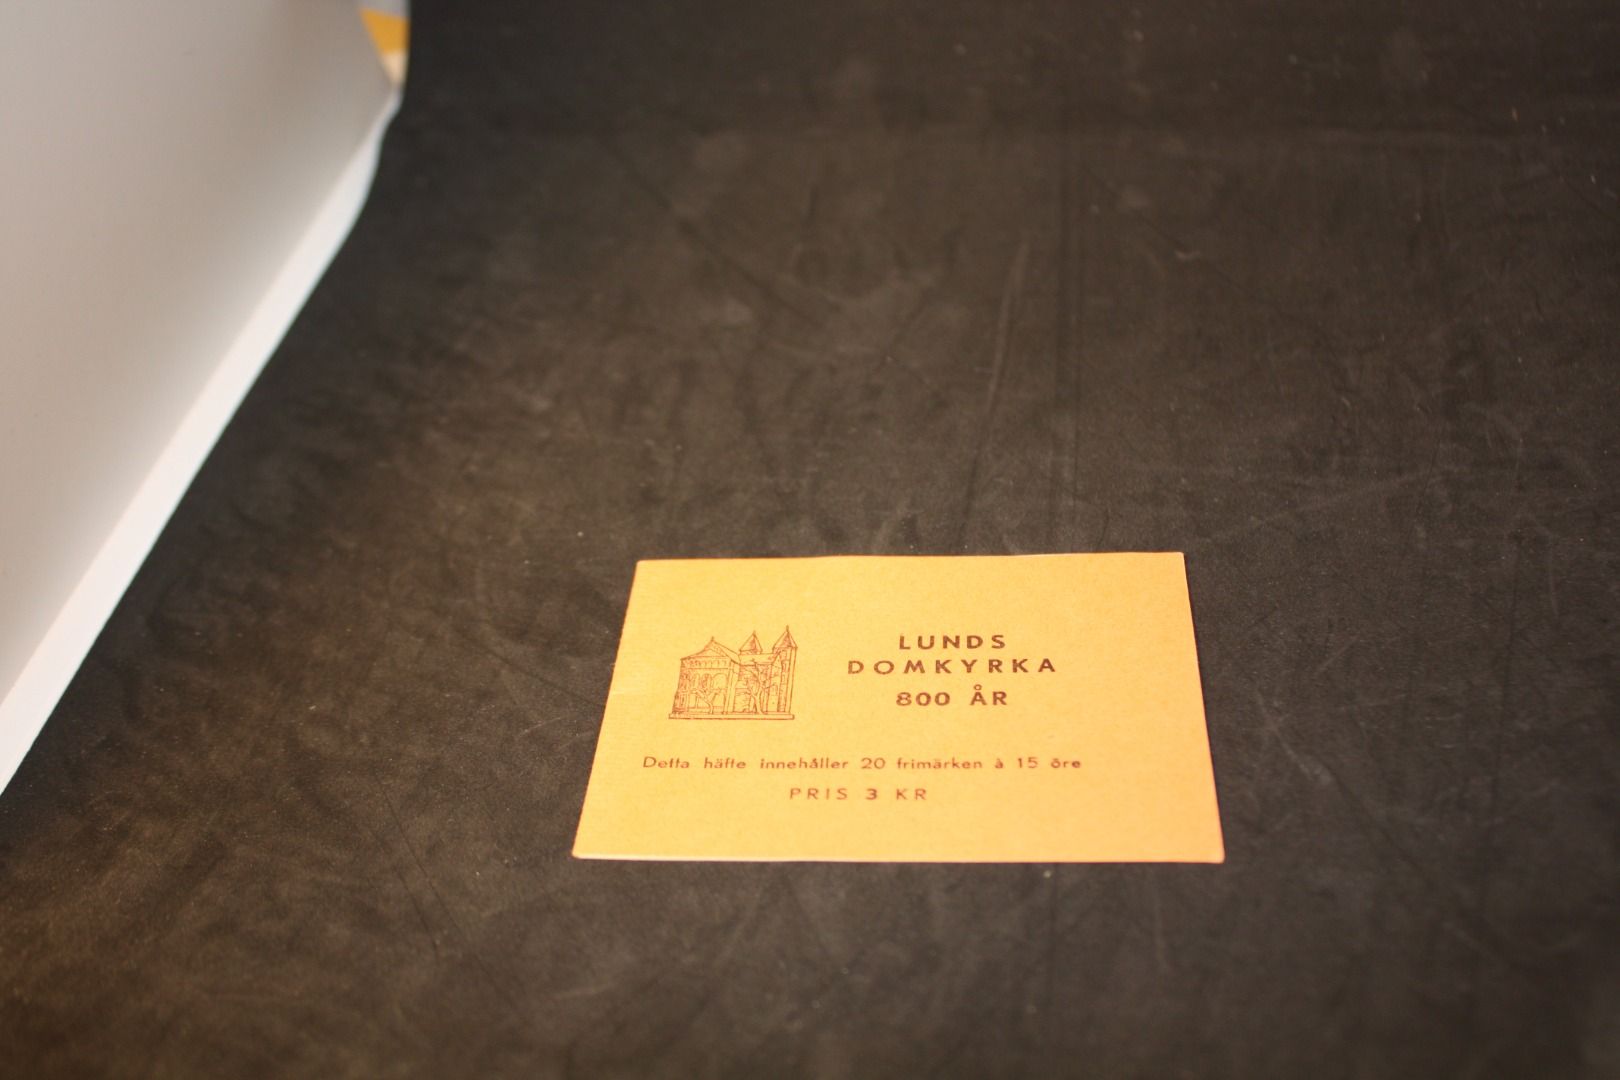 LUNDS
DOMKYRKA
800 ÅR
Detta häfte innehåller 20 frimärken à 15 öre
PRIS 3 KR